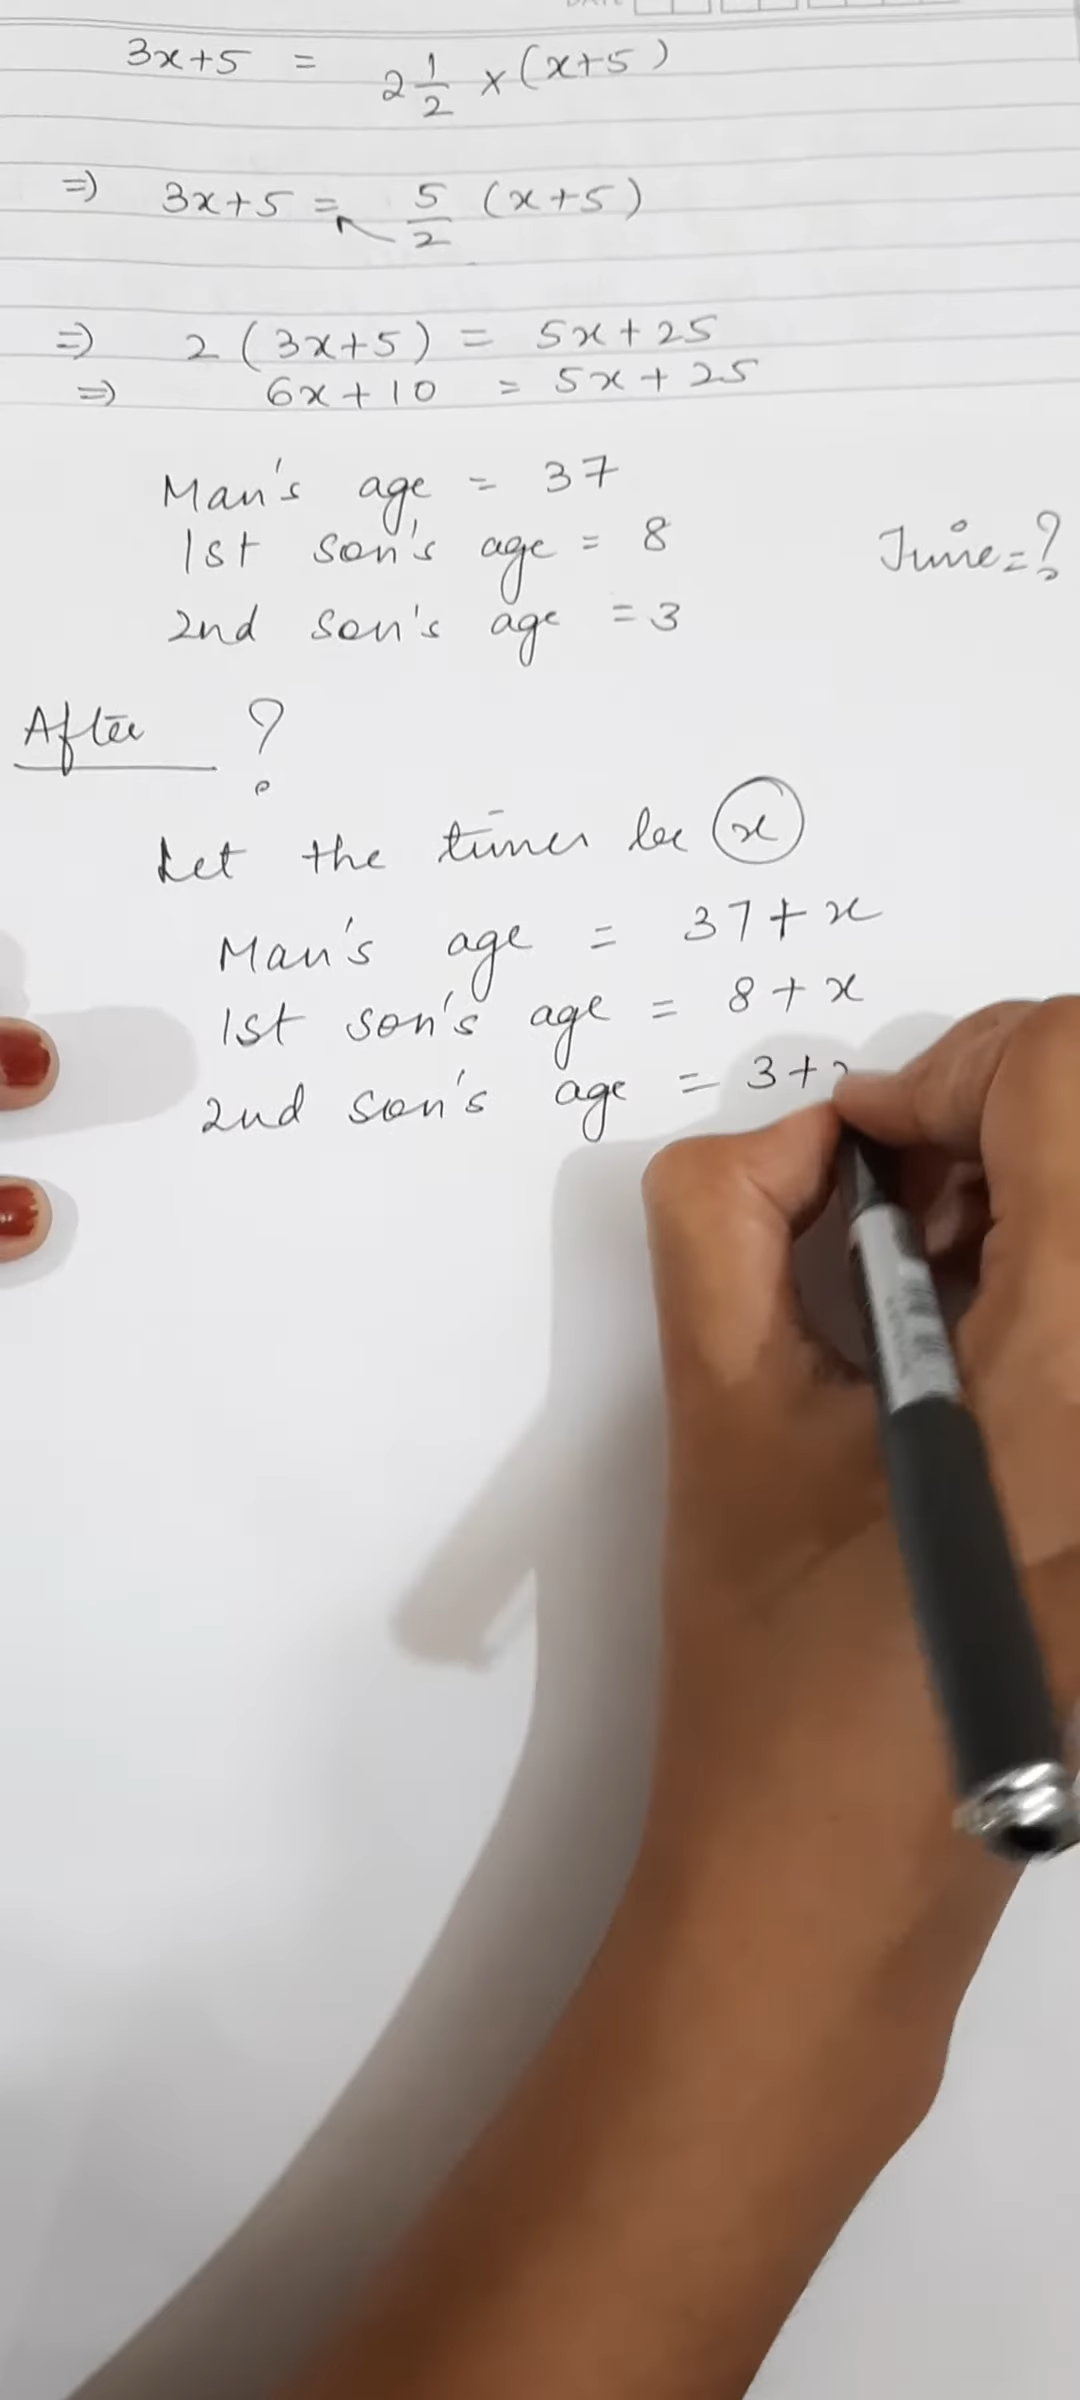 3x+5 = 2 1/2 × (x+5)
=) 3x+5 = 5/2 (x+5)
=) 2 (3x+5) = 5x+25
=) 6x+10 = 5x+25
Man's age = 37
1st son's age = 8
Time=?
2nd son's age =3
After ?
Let the times be x
Man's age = 37+x
1st son's age = 8+x
2nd son's age = 3+